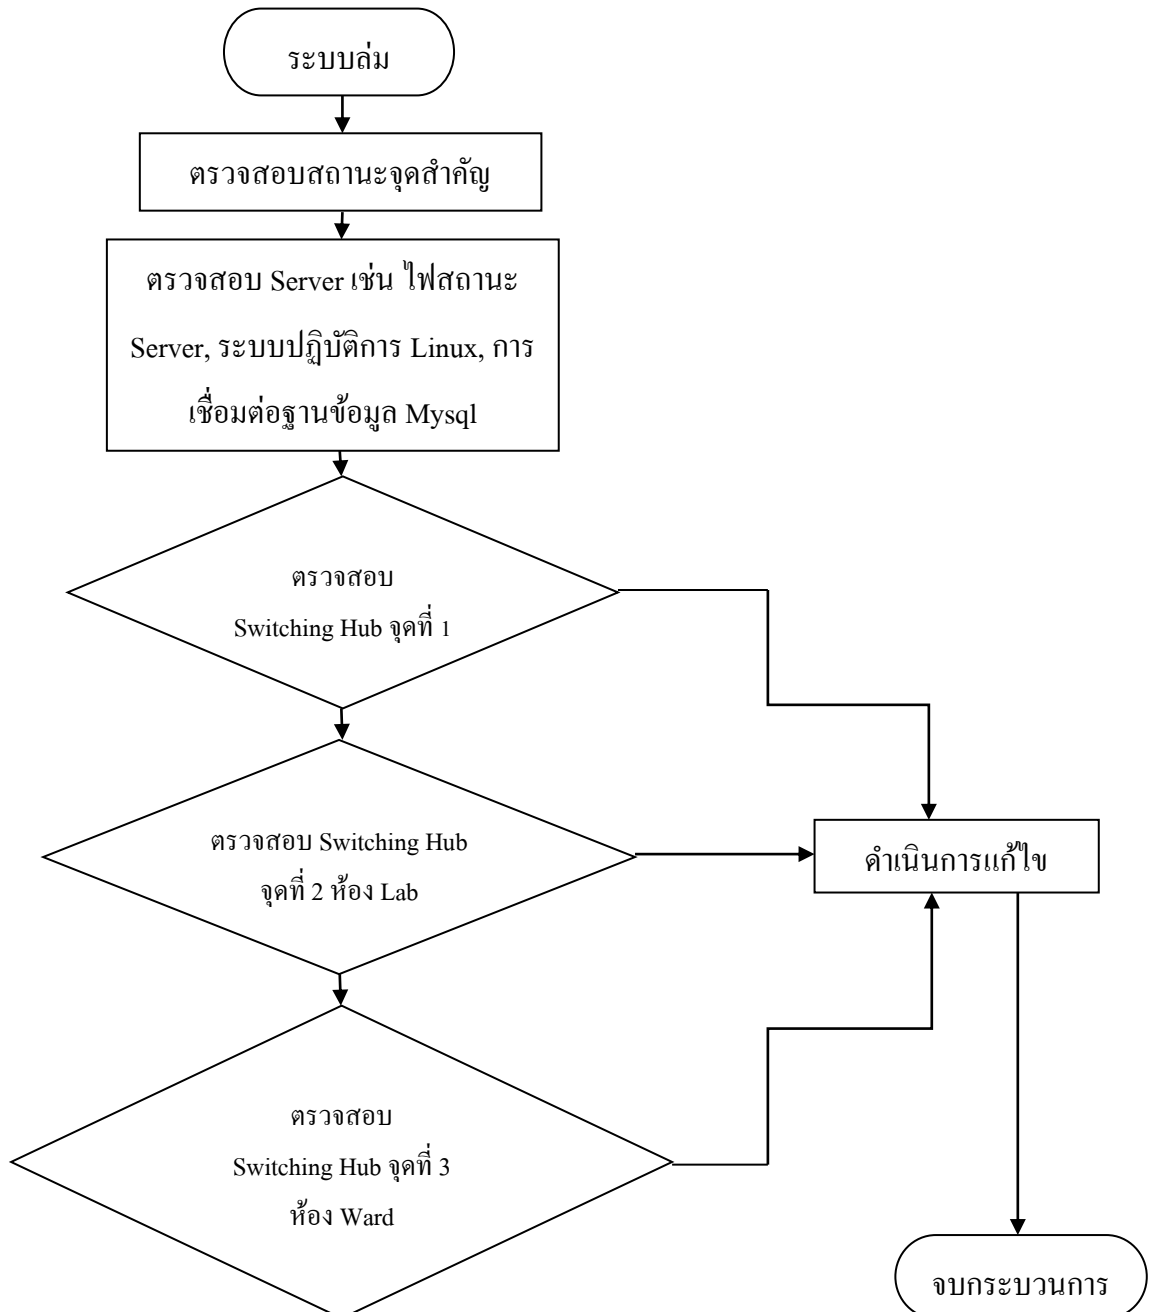 ระบบล่ม
ตรวจสอบสถานะจุดสำคัญ
ตรวจสอบ Server เช่น ไฟสถานะ
Server, ระบบปฏิบัติการ Linux, การ
เชื่อมต่อฐานข้อมูล Mysql
ตรวจสอบ
Switching Hub จุดที่ 1
ตรวจสอบ Switching Hub
จุดที่ 2 ห้อง Lab
ดำเนินการแก้ไข
ตรวจสอบ
Switching Hub จุดที่ 3
ห้อง Ward
จบกระบวนการ